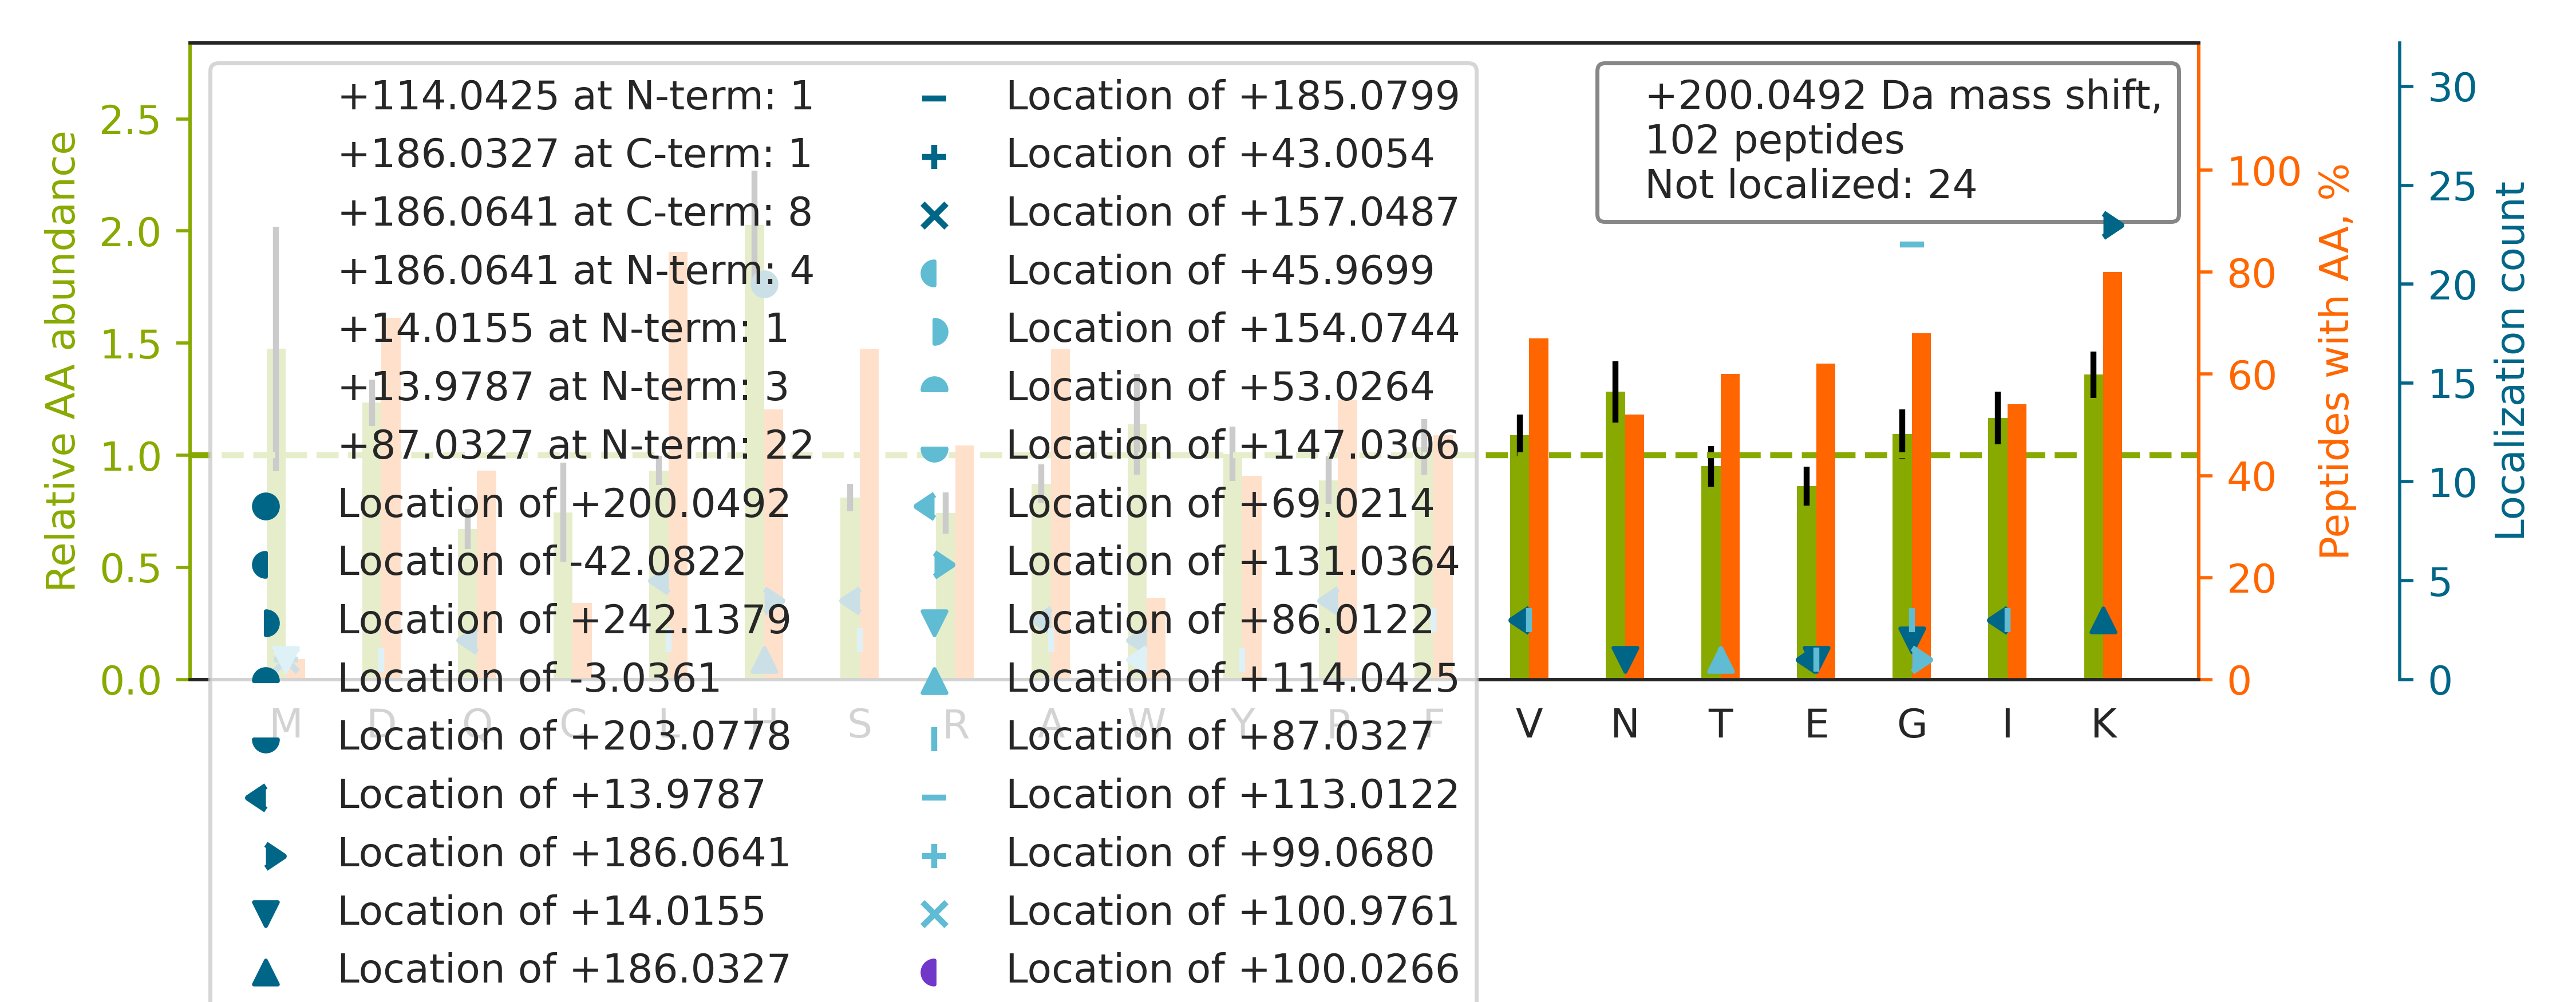 +114.0425 at N-term: 1
+186.0327 at C-term: 1
+186.0641 at C-term: 8
+186.0641 at N-term: 4
+14.0155 at N-term: 1
+13.9787 at N-term: 3
+87.0327 at N-term: 22
Location of +200.0492
Location of -42.0822
Location of +242.1379
Location of -3.0361
Location of +203.0778
Location of +13.9787
Location of +186.0641
Location of +14.0155
Location of +186.0327
Location of +185.0799
Location of +43.0054
Location of +157.0487
Location of +45.9699
Location of +154.0744
Location of +53.0264
Location of +147.0306
Location of +69.0214
Location of +131.0364
Location of +86.0122
Location of +114.0425
Location of +87.0327
Location of +113.0122
Location of +99.0680
Location of +100.9761
Location of +100.0266
+200.0492 Da mass shift,
102 peptides
Not localized: 24
Relative AA abundance
2.5
2.0
1.5
1.0
0.5
0.0
M D Q C L H S R A W Y P F V N T E G I K
100
80
60
40
20
0
Peptides with AA, %
30
25
20
15
10
5
0
Localization count